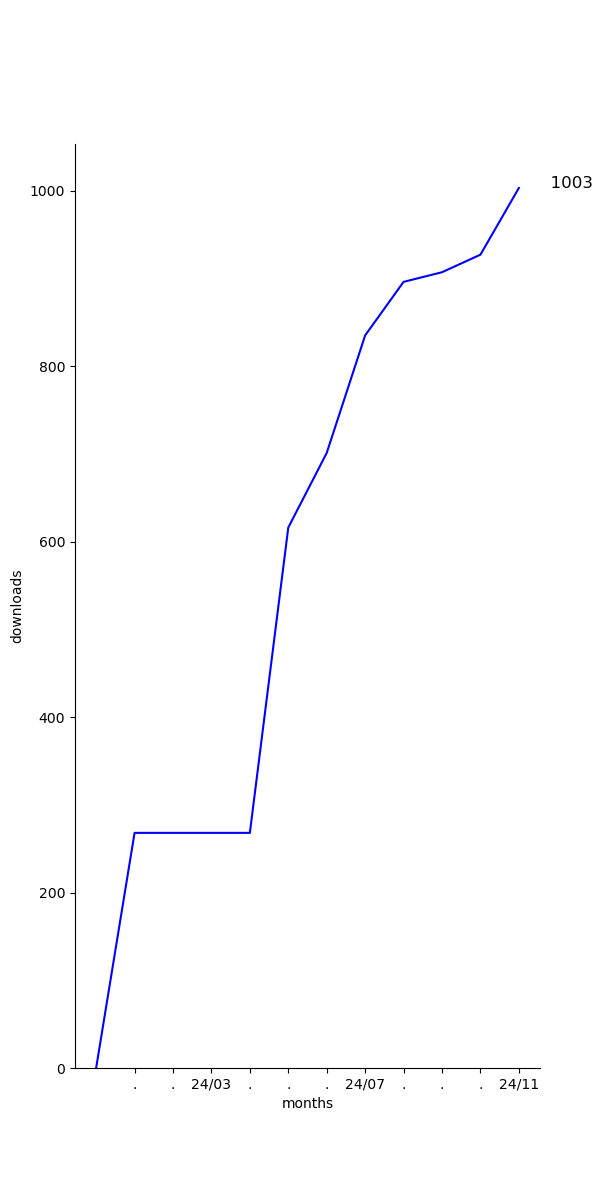 1003
1000
800
600
400
200
0
downloads
. . 24/03 . . . 24/07 . . . 24/11
months